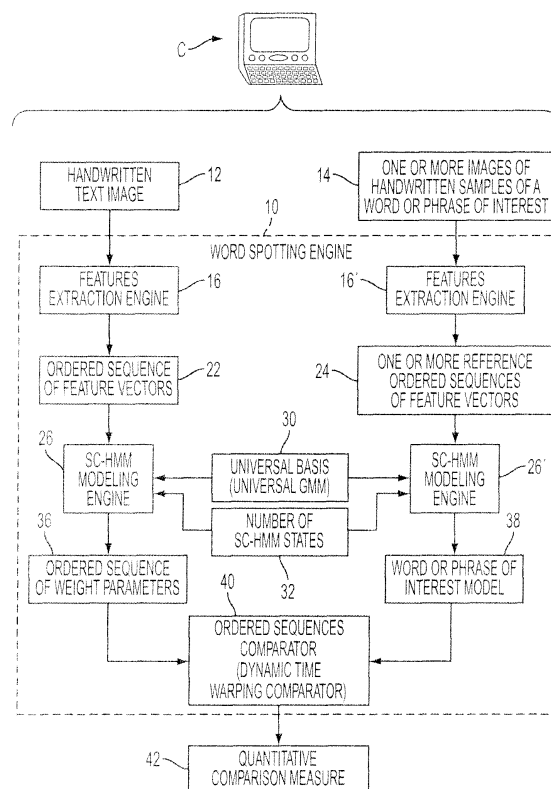 C
HANDWRITTEN
TEXT IMAGE
12
14
ONE OR MORE IMAGES OF
HANDWRITTEN SAMPLES OF A
WORD OR PHRASE OF INTEREST
10
WORD SPOTTING ENGINE
FEATURES
EXTRACTION ENGINE
16
16'
FEATURES
EXTRACTION ENGINE
ORDERED SEQUENCE
OF FEATURE VECTORS
22
24
ONE OR MORE REFERENCE
ORDERED SEQUENCES
OF FEATURE VECTORS
26
SC-HMM
MODELING
ENGINE
30
UNIVERSAL BASIS
(UNIVERSAL GMM)
NUMBER OF
SC-HMM STATES
32
SC-HMM
MODELING
ENGINE
26'
36
ORDERED SEQUENCE
OF WEIGHT PARAMETERS
38
WORD OR PHRASE OF
INTEREST MODEL
40
ORDERED SEQUENCES
COMPARATOR
(DYNAMIC TIME
WARPING COMPARATOR)
42
QUANTITATIVE
COMPARISON MEASURE